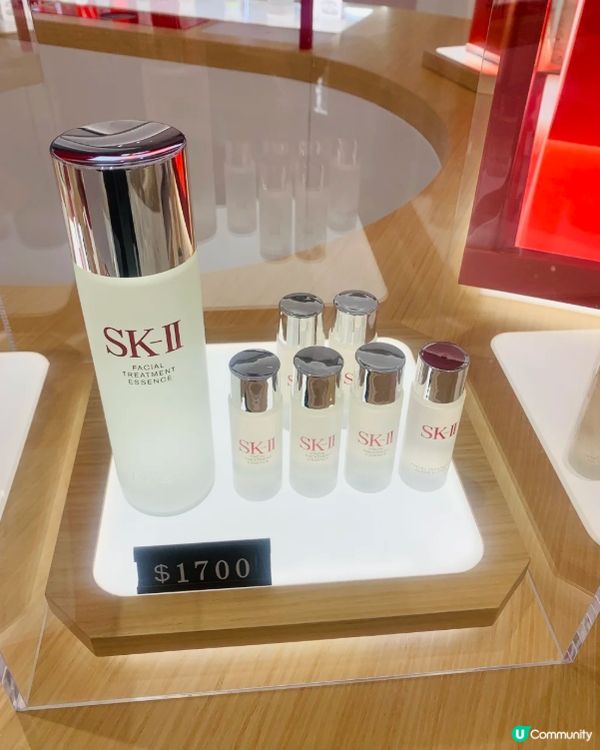 SK-II
FACIAL
TREATMENT
ESSENCE
SK-II
SK-II
SK-II
SK-II
$1700
U Community